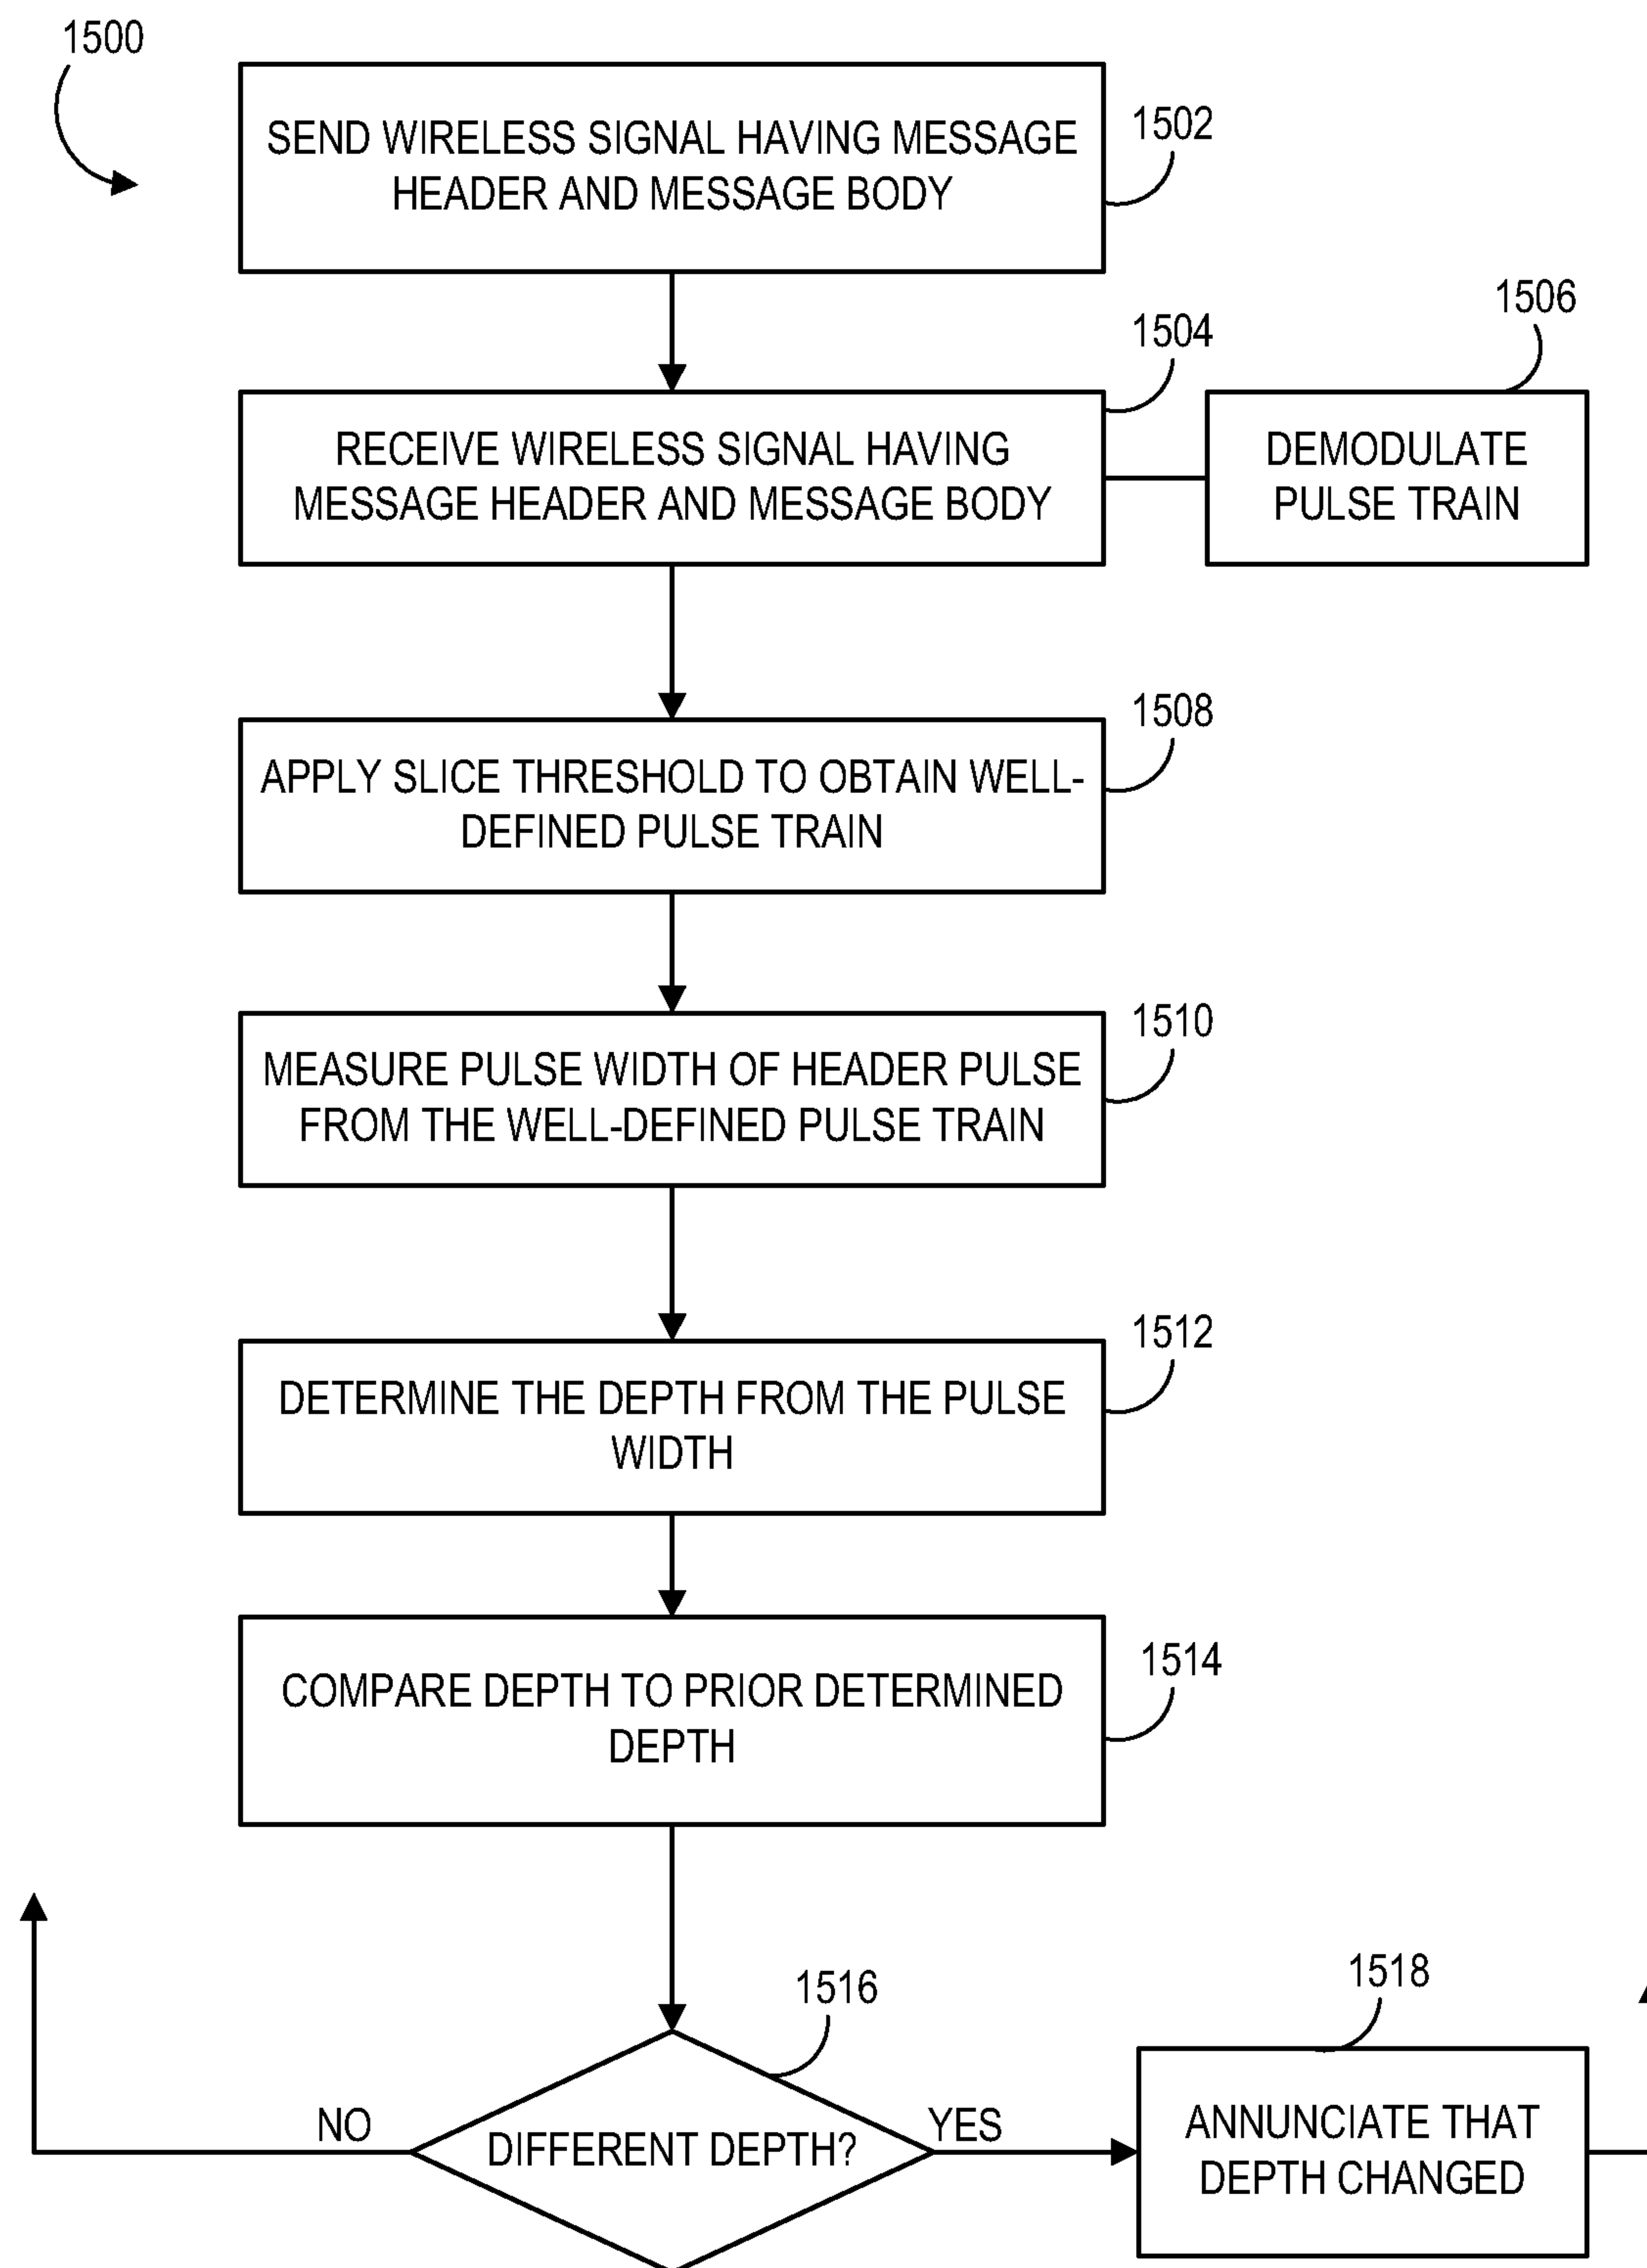 1500
SEND WIRELESS SIGNAL HAVING MESSAGE
HEADER AND MESSAGE BODY
1502
1504
1506
RECEIVE WIRELESS SIGNAL HAVING
MESSAGE HEADER AND MESSAGE BODY
DEMODULATE
PULSE TRAIN
1508
APPLY SLICE THRESHOLD TO OBTAIN WELL-
DEFINED PULSE TRAIN
1510
MEASURE PULSE WIDTH OF HEADER PULSE
FROM THE WELL-DEFINED PULSE TRAIN
1512
DETERMINE THE DEPTH FROM THE PULSE
WIDTH
1514
COMPARE DEPTH TO PRIOR DETERMINED
DEPTH
1516
1518
NO
DIFFERENT DEPTH?
YES
ANNUNCIATE THAT
DEPTH CHANGED